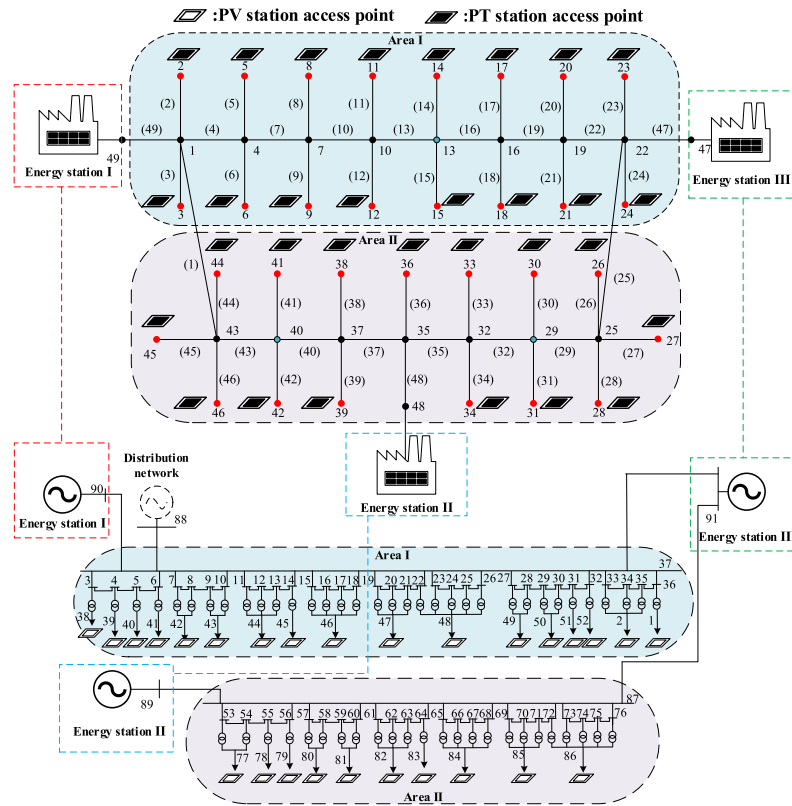 :PV station access point :PT station access point
Area I
2 5 8 11 14 17 20 23
(2) (5) (8) (11) (14) (17) (20) (23)
(49) (4) (7) (10) (13) (16) (19) (22) (47)
49 1 4 7 10 13 16 19 22 47
Energy station I
Energy station III
(3) (6) (9) (12) (15) (18) (21) (24)
3 6 9 12 15 18 21 24
Area II
(1) 44 41 38 36 33 30 26 (25)
(44) (41) (38) (36) (33) (30) (26)
43 40 37 35 32 29 25 27
45 (45) (43) (40) (37) (35) (32) (29) (27)
(46) (42) (39) (48) (34) (31) (28)
46 42 39 48 34 31 28
Energy station II
Distribution
network
90
88
91
Energy station I
Energy station II
Area I
37
3 4 5 6 7 8 9 10 11 12 13 14 15 16 17 18 19 20 21 22 23 24 25 26 27 28 29 30 31 32 33 34 35 36
38 39 40 41 42 43 44 45 46 47 48 49 50 51 52 2 1
89
Energy station II
87
53 54 55 56 57 58 59 60 61 62 63 64 65 66 67 68 69 70 71 72 73 74 75 76
77 78 79 80 81 82 83 84 85 86
Area II